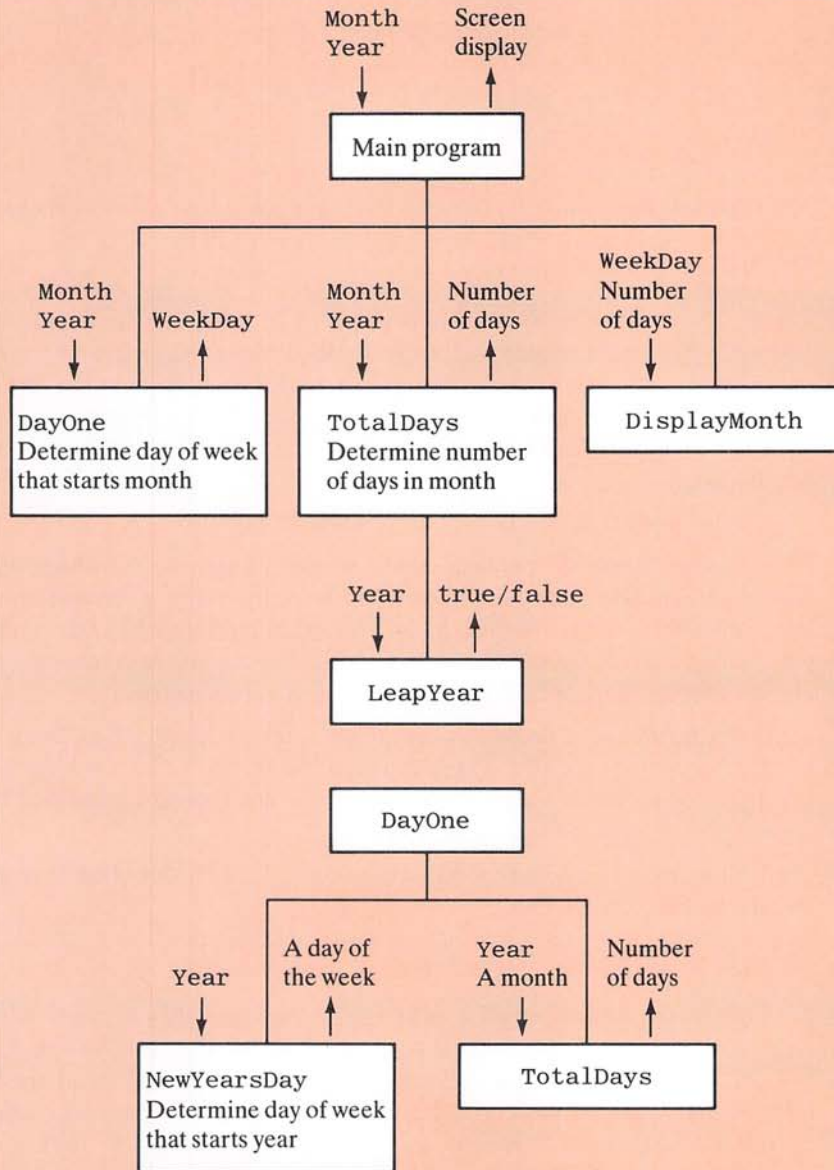 Month
Year
Screen
display
Main program
Month
Year
WeekDay
Month
Year
Number
of days
WeekDay
Number
of days
DayOne
Determine day of week
that starts month
TotalDays
Determine number
of days in month
DisplayMonth
Year
true/false
LeapYear
DayOne
Year
A day of
the week
Year
A month
Number
of days
NewYearsDay
Determine day of week
that starts year
TotalDays